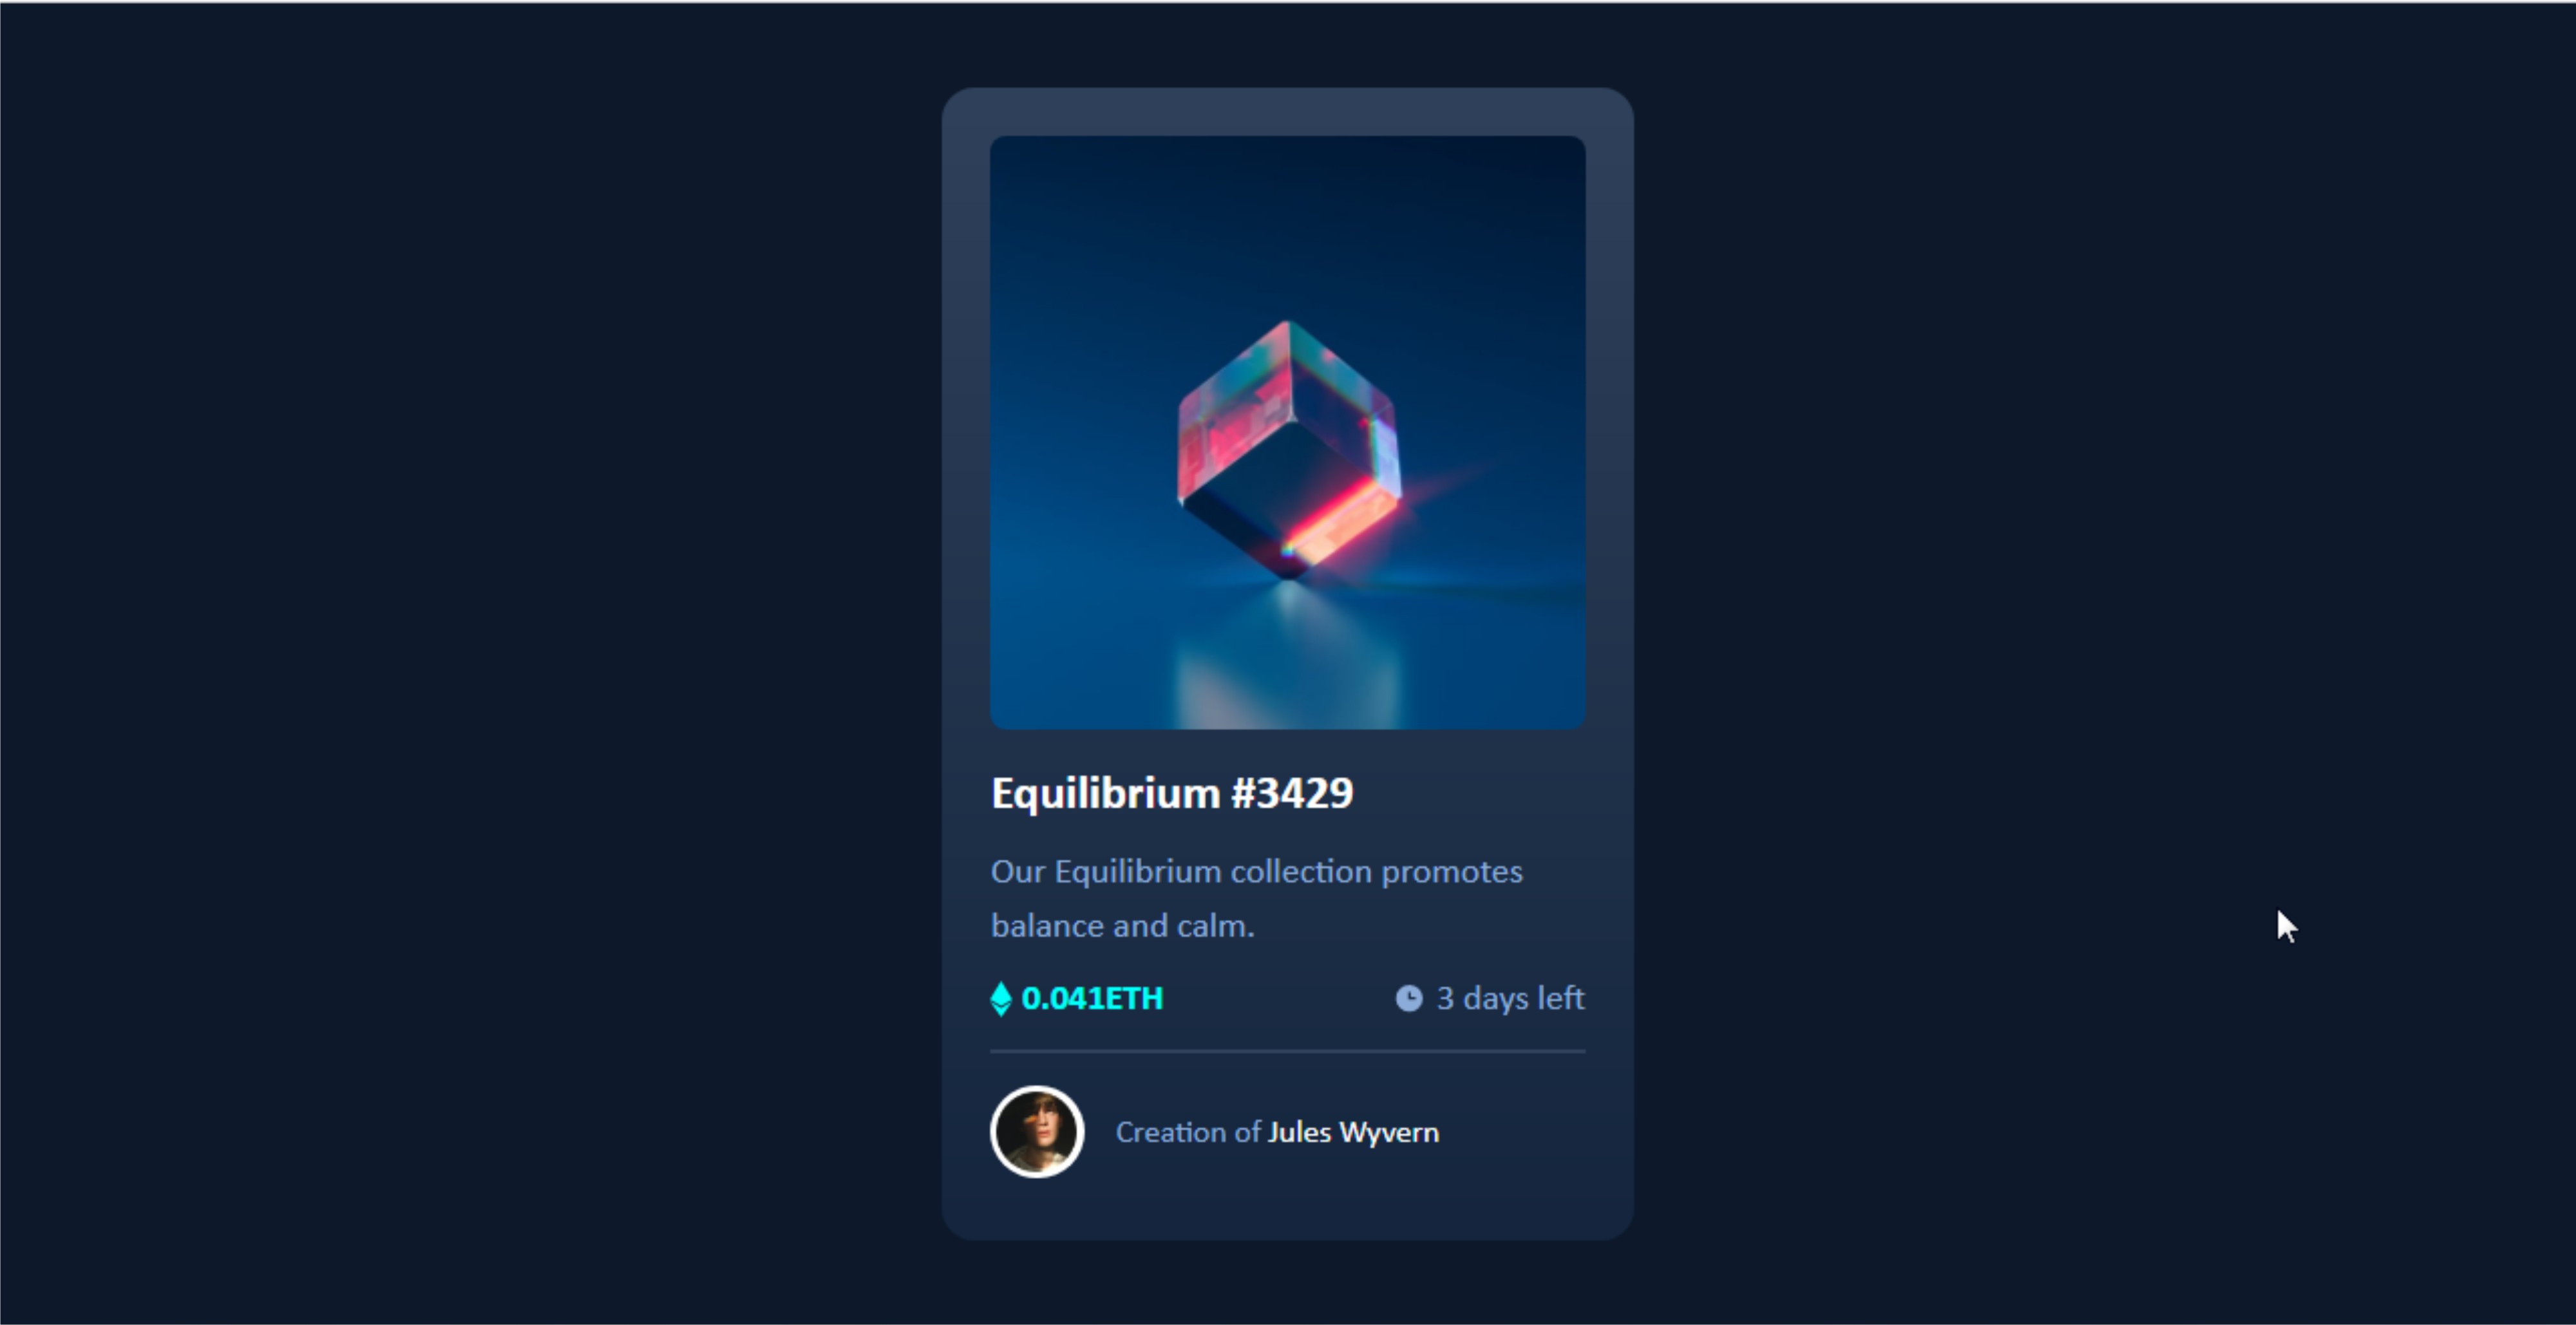 Equilibrium #3429
Our Equilibrium collection promotes
balance and calm.
0.041ETH
3 days left
Creation of Jules Wyvern